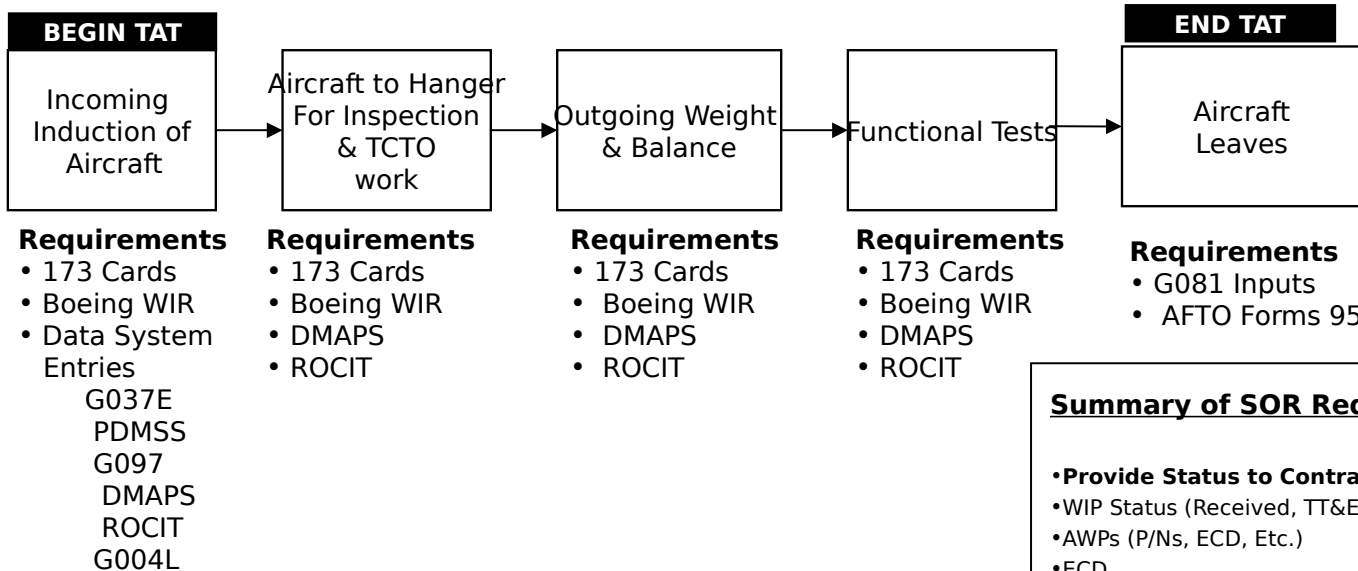 BEGIN TAT
Incoming
Induction of
Aircraft
Aircraft to Hanger
For Inspection
& TCTO
work
Outgoing Weight
& Balance
Functional Tests
END TAT
Aircraft
Leaves
Requirements
• 173 Cards
• Boeing WIR
• Data System
Entries
G037E
PDMSS
G097
DMAPS
ROCIT
G004L
Requirements
• 173 Cards
• Boeing WIR
• DMAPS
• ROCIT
Requirements
• 173 Cards
• Boeing WIR
• DMAPS
• ROCIT
Requirements
• 173 Cards
• Boeing WIR
• DMAPS
• ROCIT
Requirements
• G081 Inputs
• AFTO Forms 95
Summary of SOR Req
•Provide Status to Contra
•WIP Status (Received, TT&E
•AWPs (P/Ns, ECD, Etc.)
•ECD